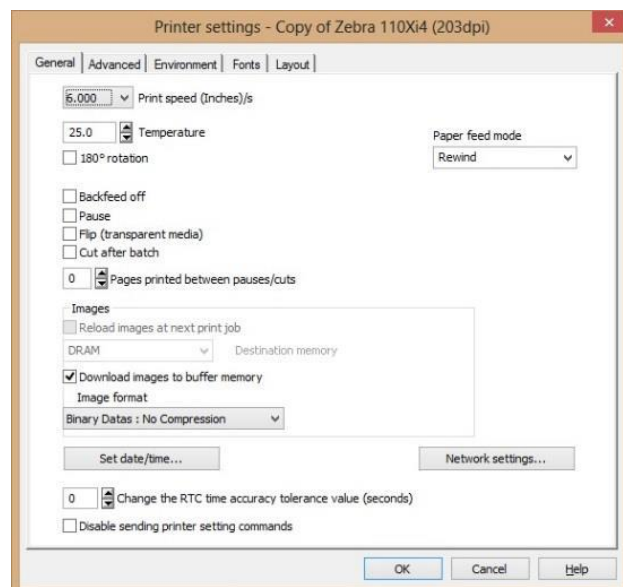 Printer settings - Copy of Zebra 110Xi4 (203dpi)
General Advanced Environment Fonts Layout
6.000 Print speed (Inches)/s
25.0 Temperature
Paper feed mode
180° rotation
Rewind
Backfeed off
Pause
Flip (transparent media)
Cut after batch
0 Pages printed between pauses/cuts
Images
Reload images at next print job
DRAM Destination memory
Download images to buffer memory
Image format
Binary Datas : No Compression
Set date/time... Network settings...
0 Change the RTC time accuracy tolerance value (seconds)
Disable sending printer setting commands
OK Cancel Help